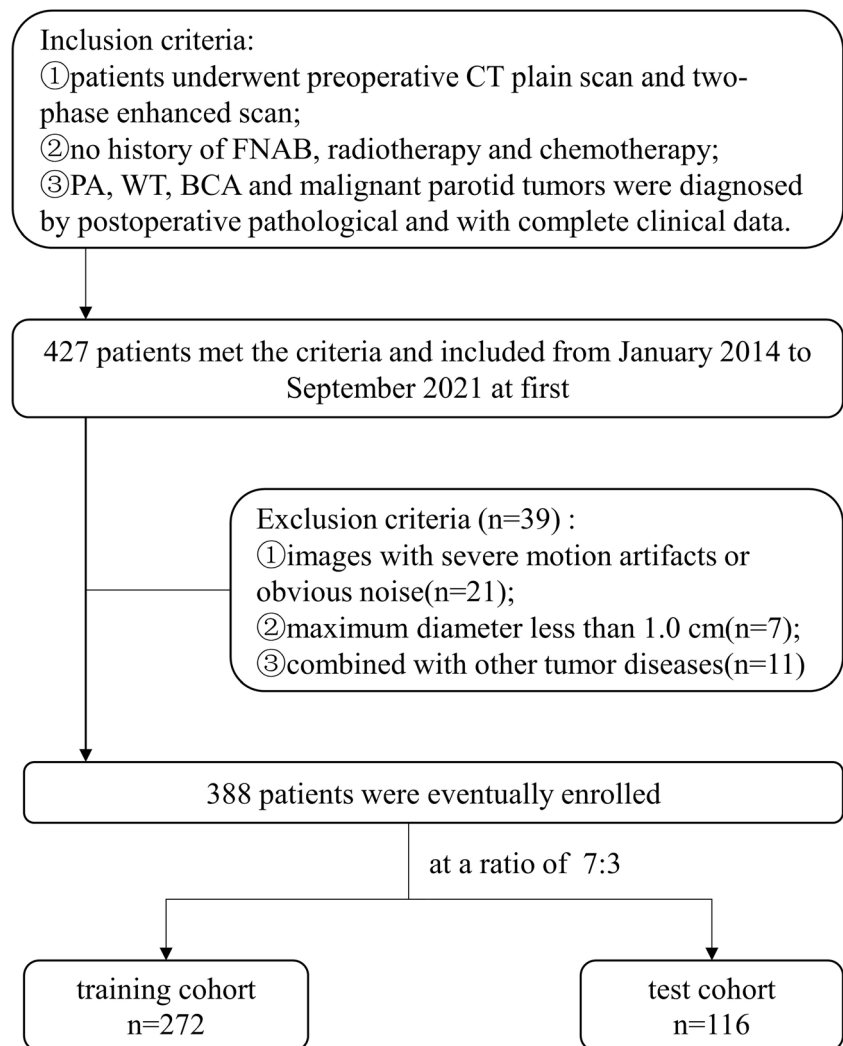 Inclusion criteria:
①patients underwent preoperative CT plain scan and two-
phase enhanced scan;
②no history of FNAB, radiotherapy and chemotherapy;
③PA, WT, BCA and malignant parotid tumors were diagnosed
by postoperative pathological and with complete clinical data.
427 patients met the criteria and included from January 2014 to
September 2021 at first
Exclusion criteria (n=39) :
①images with severe motion artifacts or
obvious noise(n=21);
②maximum diameter less than 1.0 cm(n=7);
③combined with other tumor diseases(n=11)
388 patients were eventually enrolled
at a ratio of 7:3
training cohort
n=272
test cohort
n=116